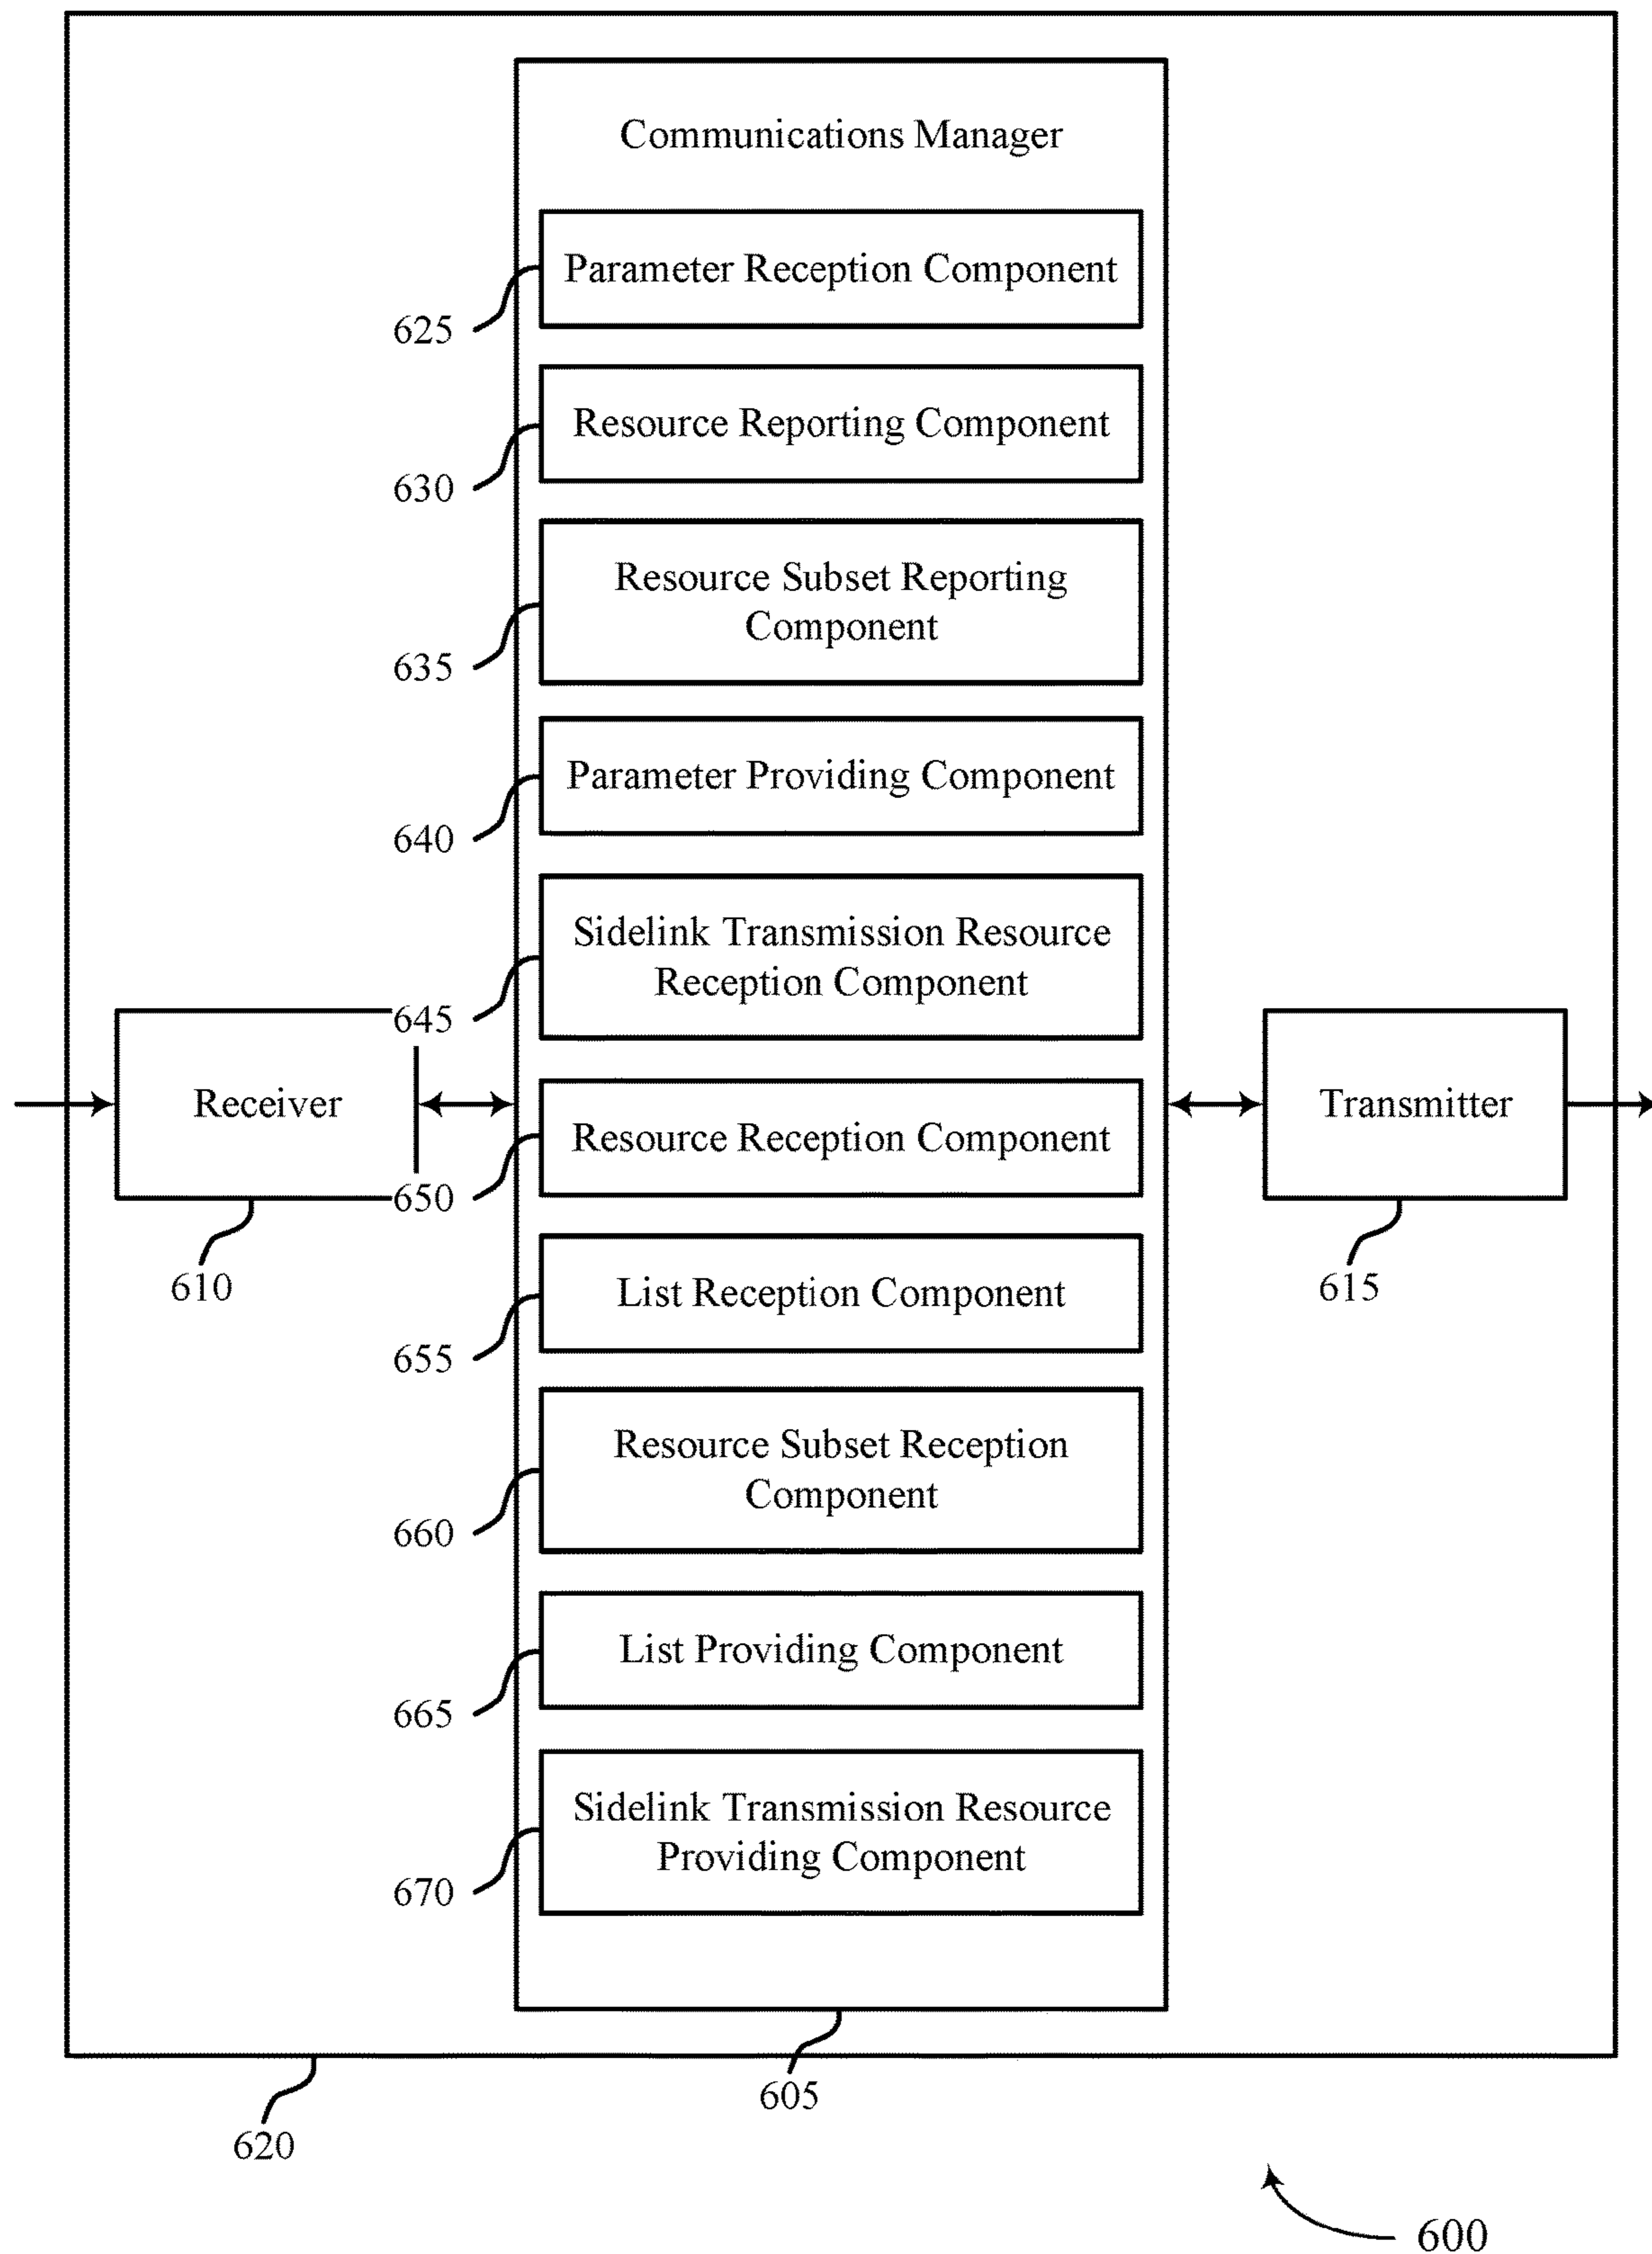 Communications Manager
Parameter Reception Component
625
Resource Reporting Component
630
Resource Subset Reporting
Component
635
Parameter Providing Component
640
Sidelink Transmission Resource
Reception Component
645
Receiver
610
Resource Reception Component
650
Transmitter
615
List Reception Component
655
Resource Subset Reception
Component
660
List Providing Component
665
Sidelink Transmission Resource
Providing Component
670
605
620
600